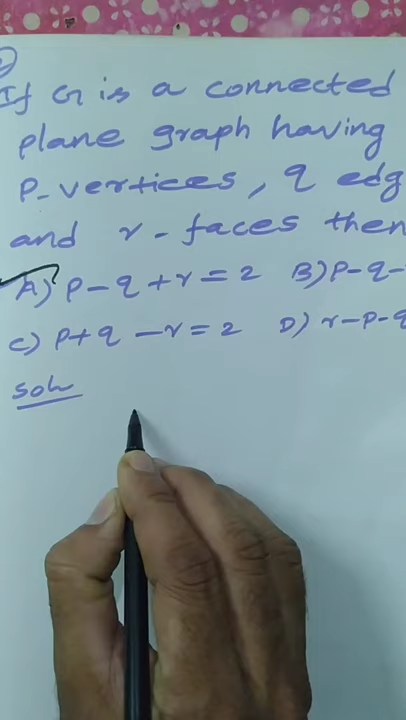 If G is a connected
plane graph having
P-vertices, q edg
and r-faces then
A) P-q+r=2 B) P-q-
C) P+q-r=2 D) r-P-q
soln